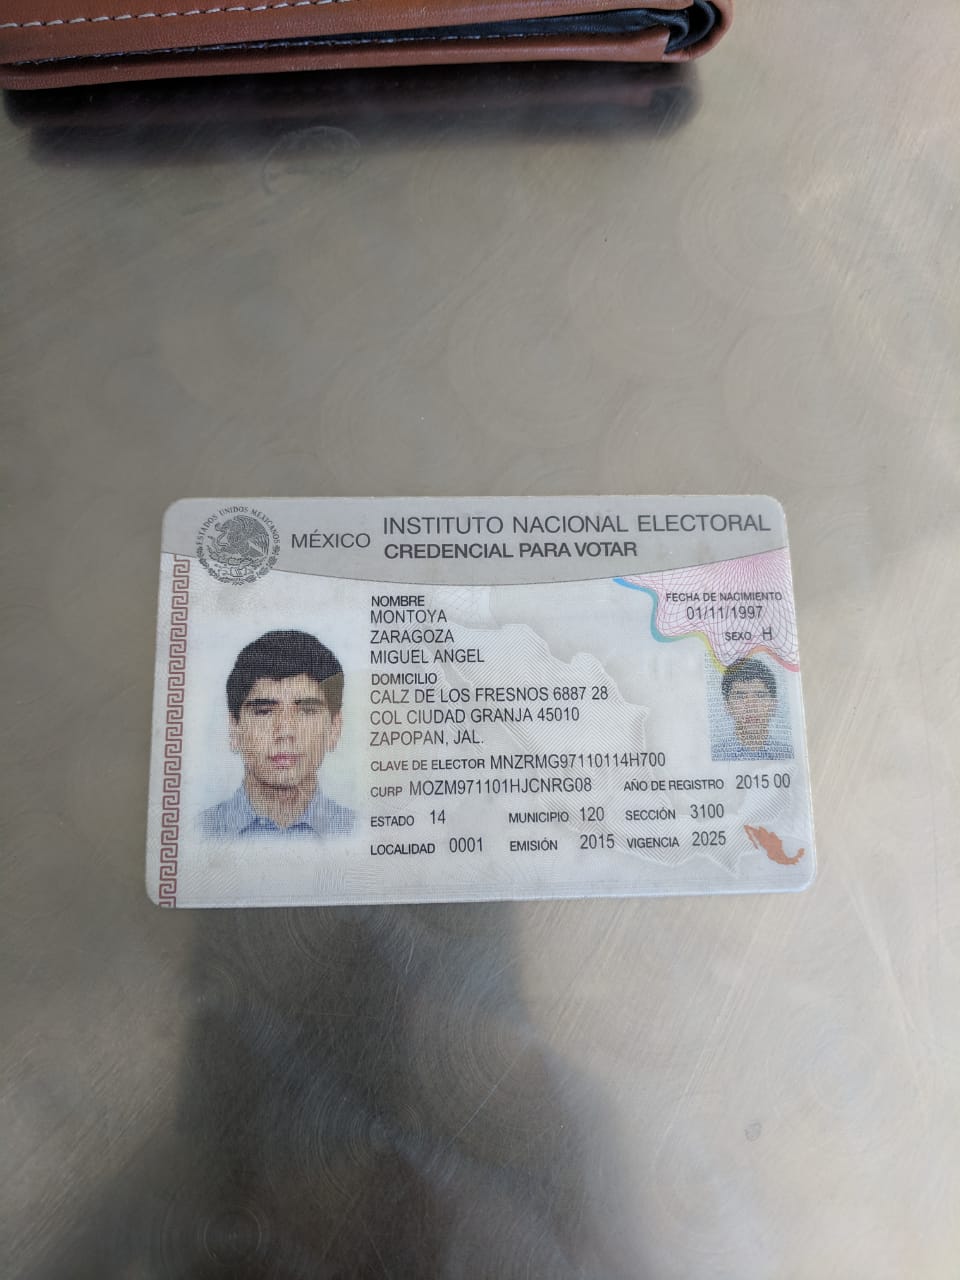 ESTADOS UNIDOS MEXICANOS
MÉXICO INSTITUTO NACIONAL ELECTORAL
CREDENCIAL PARA VOTAR
NOMBRE
MONTOYA
ZARAGOZA
MIGUEL ANGEL
FECHA DE NACIMIENTO
01/11/1997
SEXO H
DOMICILIO
CALZ DE LOS FRESNOS 6887 28
COL CIUDAD GRANJA 45010
ZAPOPAN, JAL.
CLAVE DE ELECTOR MNZRMG97110114H700
CURP MOZM971101HJCNRG08 AÑO DE REGISTRO 2015 00
ESTADO 14 MUNICIPIO 120 SECCIÓN 3100
LOCALIDAD 0001 EMISIÓN 2015 VIGENCIA 2025